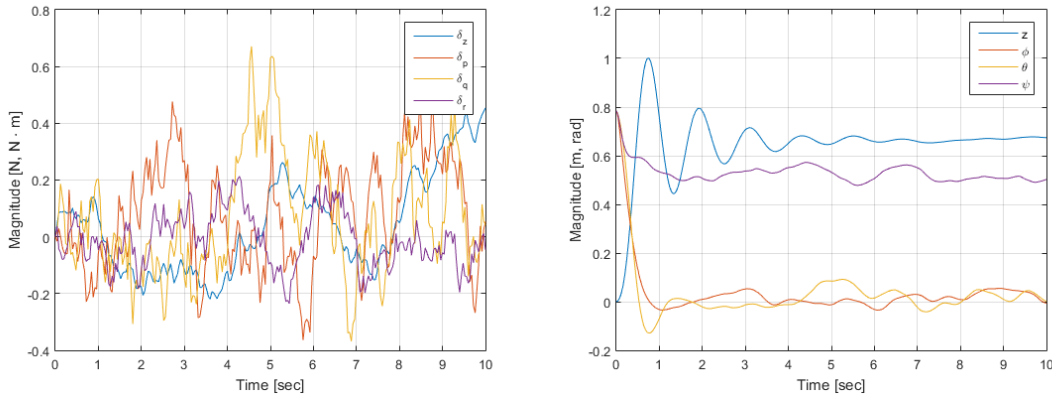 Magnitude [N, N · m]
0.8
0.6
0.4
0.2
0
-0.2
-0.4
0 1 2 3 4 5 6 7 8 9 10
Time [sec]
δz
δp
δq
δr
Magnitude [m, rad]
1.2
1
0.8
0.6
0.4
0.2
0
-0.2
0 1 2 3 4 5 6 7 8 9 10
Time [sec]
z
ϕ
θ
ψ